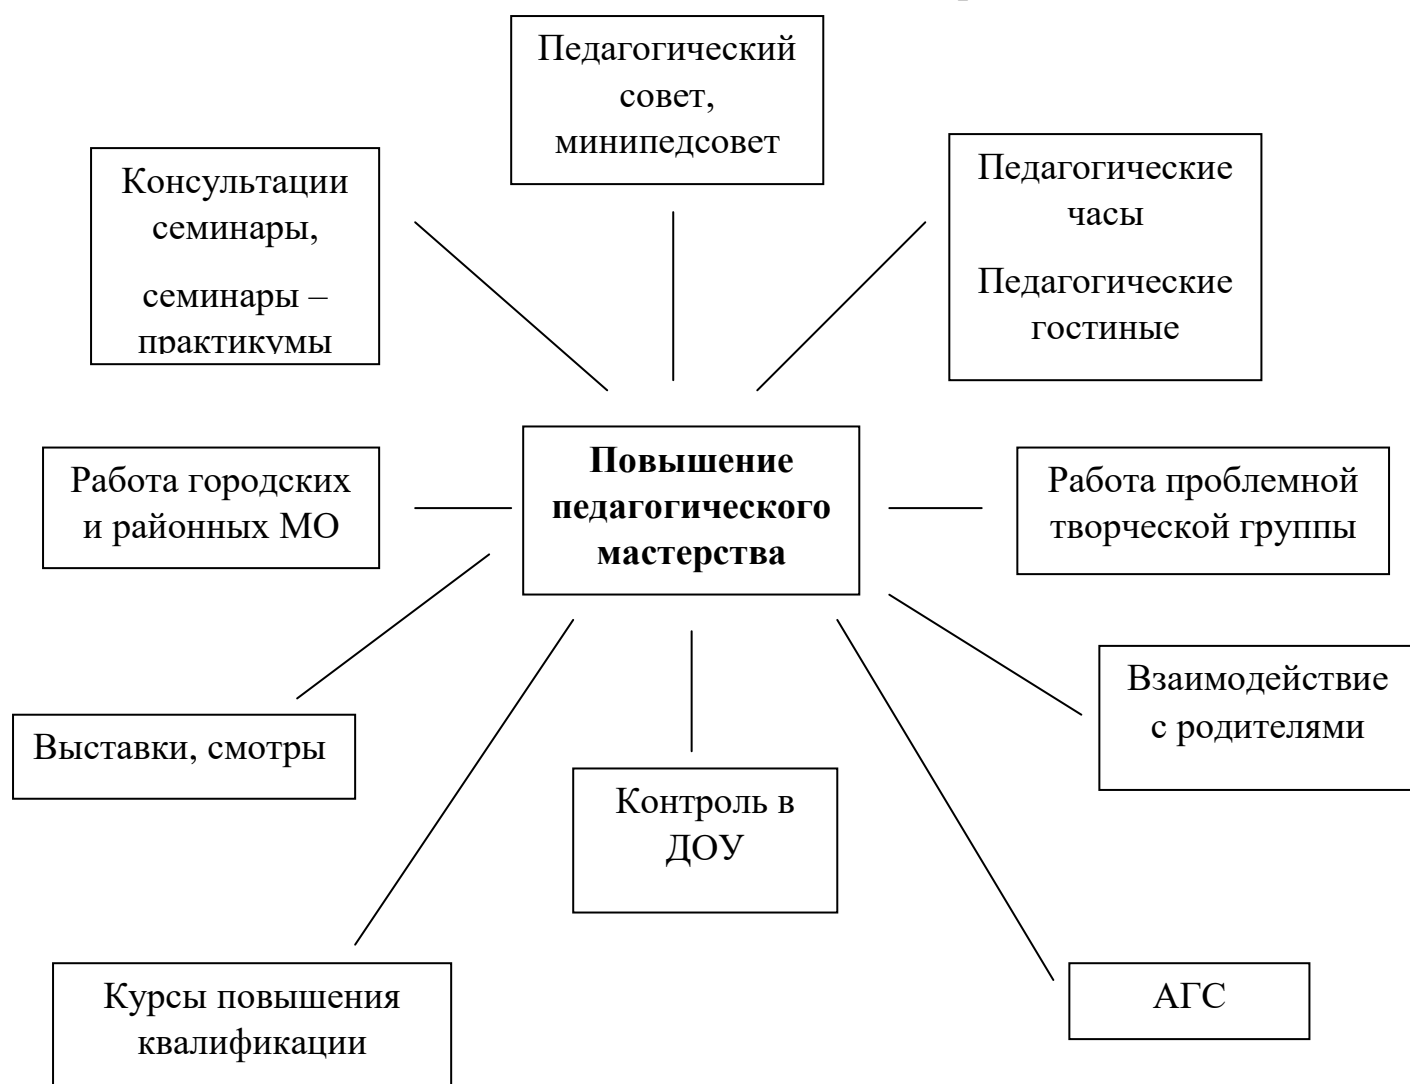 Педагогический
совет,
минипедсовет
Консультации
семинары,
семинары –
практикумы
Педагогические
часы
Педагогические
гостиные
Работа городских
и районных МО
Повышение
педагогического
мастерства
Работа проблемной
творческой группы
Выставки, смотры
Контроль в
ДОУ
Взаимодействие
с родителями
Курсы повышения
квалификации
АГС